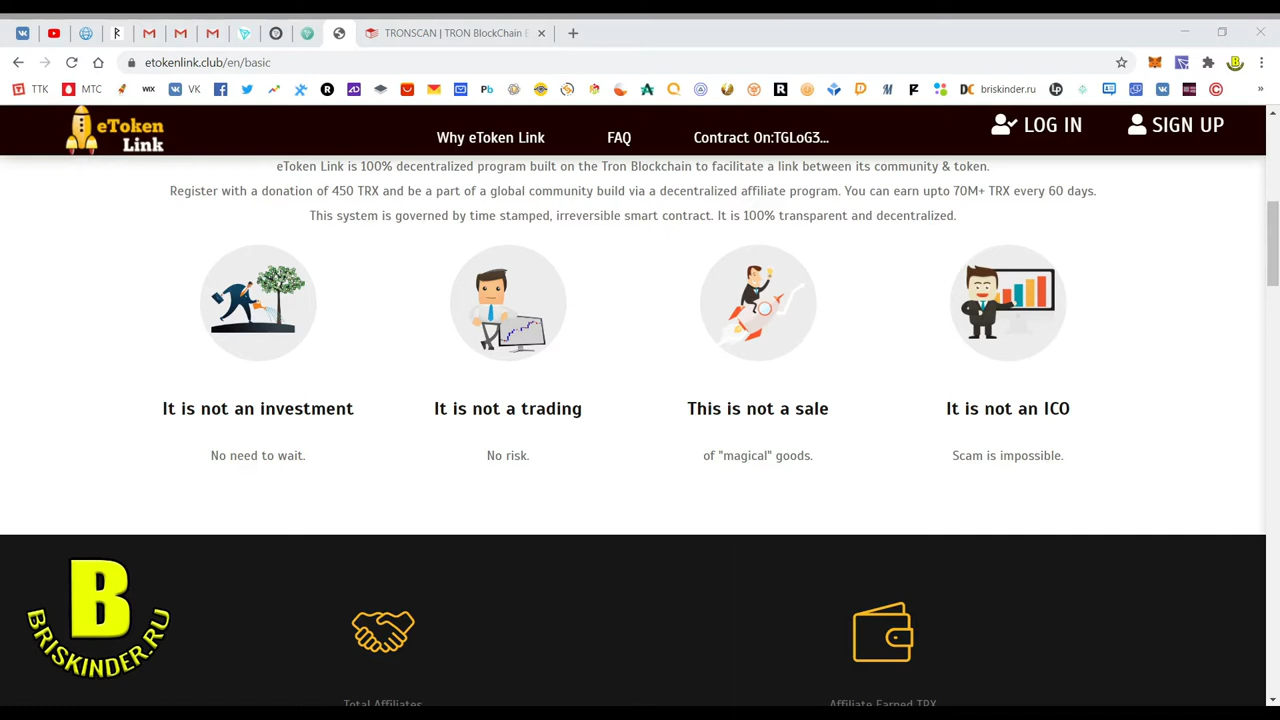 TRONSCAN | TRON BlockChain E
etokenlink.club/en/basic
TTK
МТС
WIX
VK
Pb
DC
briskinder.ru
Lp
»
eToken
Link
Why eToken Link
FAQ
Contract On:TGLoG3...
LOG IN
SIGN UP
eToken Link is 100% decentralized program built on the Tron Blockchain to facilitate a link between its community & token.
Register with a donation of 450 TRX and be a part of a global community build via a decentralized affiliate program. You can earn upto 70M+ TRX every 60 days.
This system is governed by time stamped, irreversible smart contract. It is 100% transparent and decentralized.
It is not an investment
It is not a trading
This is not a sale
It is not an ICO
No need to wait.
No risk.
of "magical" goods.
Scam is impossible.
B
BRISKINDER.RU
Total Affiliates
Affiliate Earned TRX